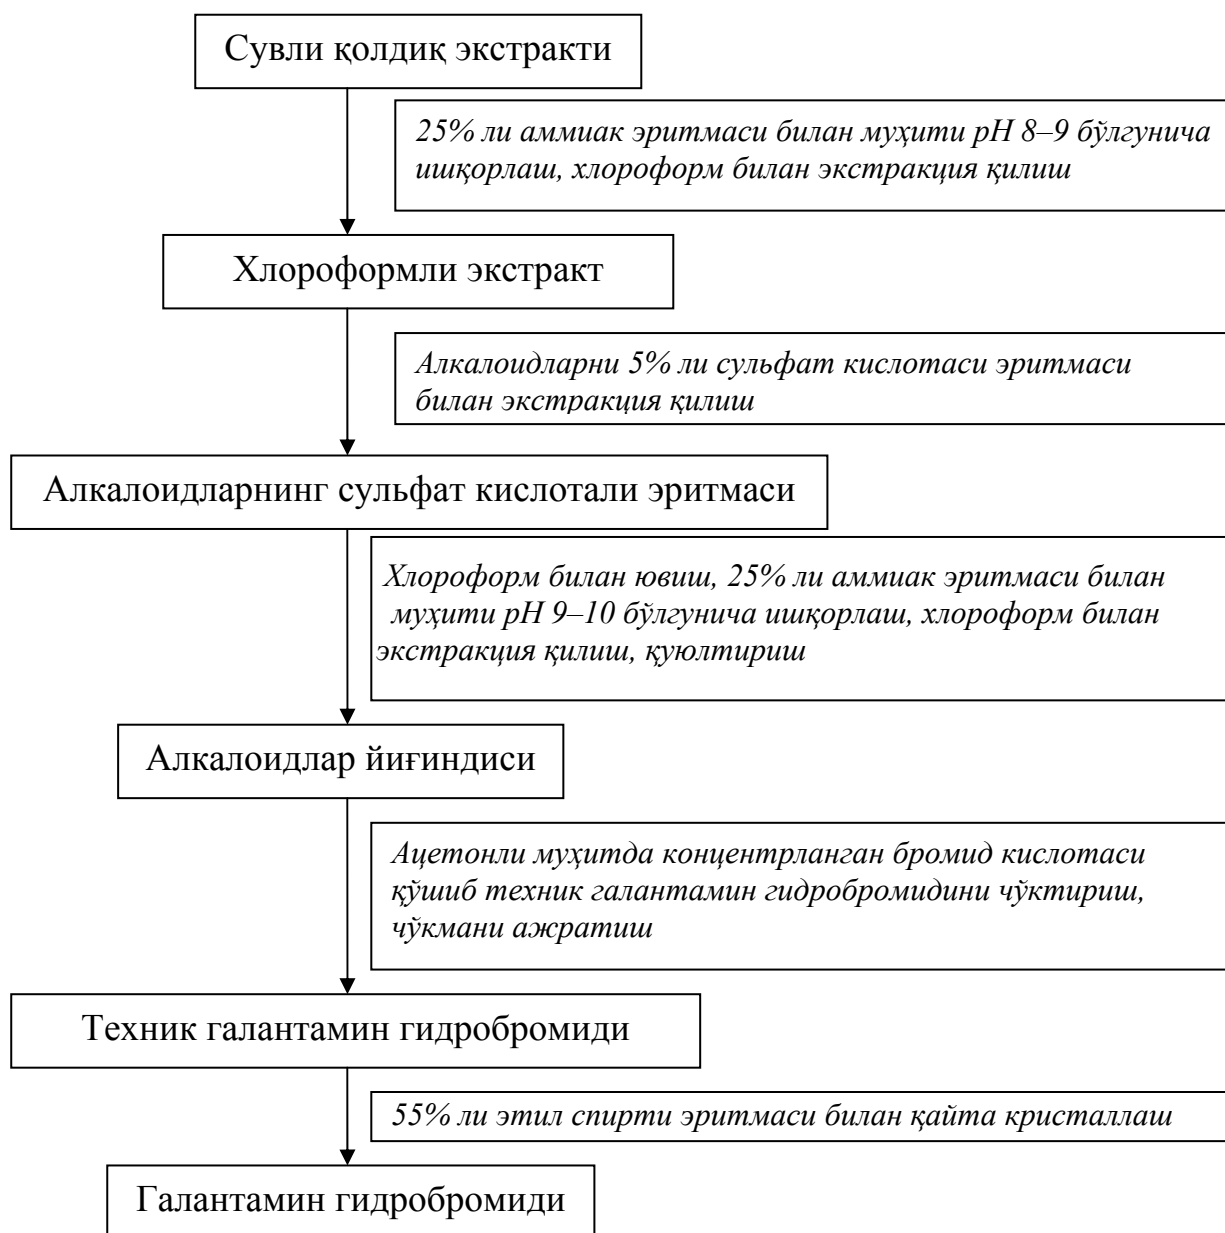 Сувли қолдиқ экстракти
25% ли аммиак эритмаси билан муҳити pH 8–9 бўлгунича
ишқорлаш, хлороформ билан экстракция қилиш
Хлороформли экстракт
Алкалоидларни 5% ли сульфат кислотаси эритмаси
билан экстракция қилиш
Алкалоидларнинг сульфат кислотали эритмаси
Хлороформ билан ювиш, 25% ли аммиак эритмаси билан
муҳити pH 9–10 бўлгунича ишқорлаш, хлороформ билан
экстракция қилиш, қуюлтириш
Алкалоидлар йиғиндиси
Ацетонли муҳитда концентрланган бромид кислотаси
қўшиб техник галантамин гидробромидини чўктириш,
чўкмани ажратиш
Техник галантамин гидробромиди
55% ли этил спирти эритмаси билан қайта кристаллаш
Галантамин гидробромиди